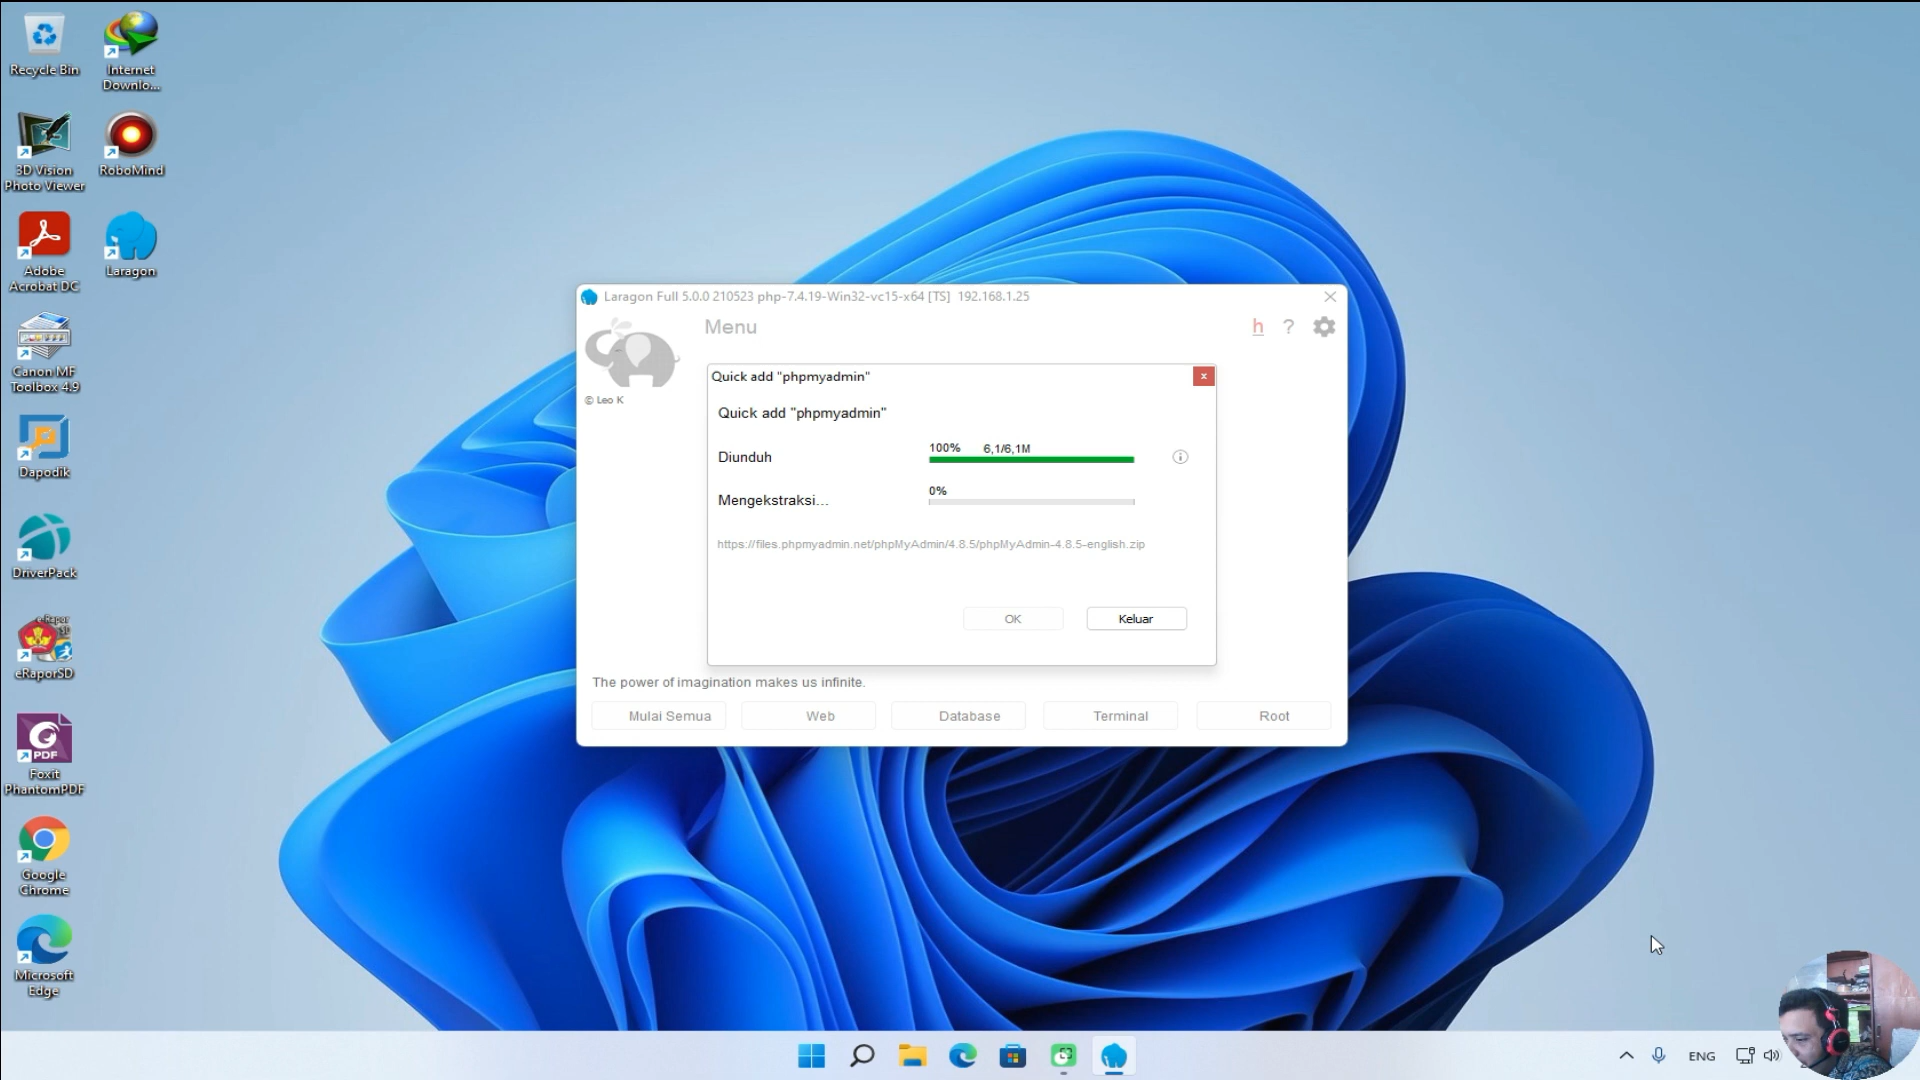 Recycle Bin
Internet
Downlo...
3D Vision
Photo Viewer
RoboMind
Adobe
Acrobat DC
Laragon
Canon MF
Toolbox 4.9
Dapodik
DriverPack
e-Rapor
SD
eRaporSD
PDF
Foxit
PhantomPDF
Google
Chrome
Microsoft
Edge
Laragon Full 5.0.0 210523 php-7.4.19-Win32-vc15-x64 [TS]  192.168.1.25
Menu
h
?
© Leo K
Quick add "phpmyadmin"
x
Quick add "phpmyadmin"
100% 6,1/6,1M
Diunduh
0%
Mengekstraksi...
https://files.phpmyadmin.net/phpMyAdmin/4.8.5/phpMyAdmin-4.8.5-english.zip
OK
Keluar
The power of imagination makes us infinite.
Mulai Semua
Web
Database
Terminal
Root
ENG